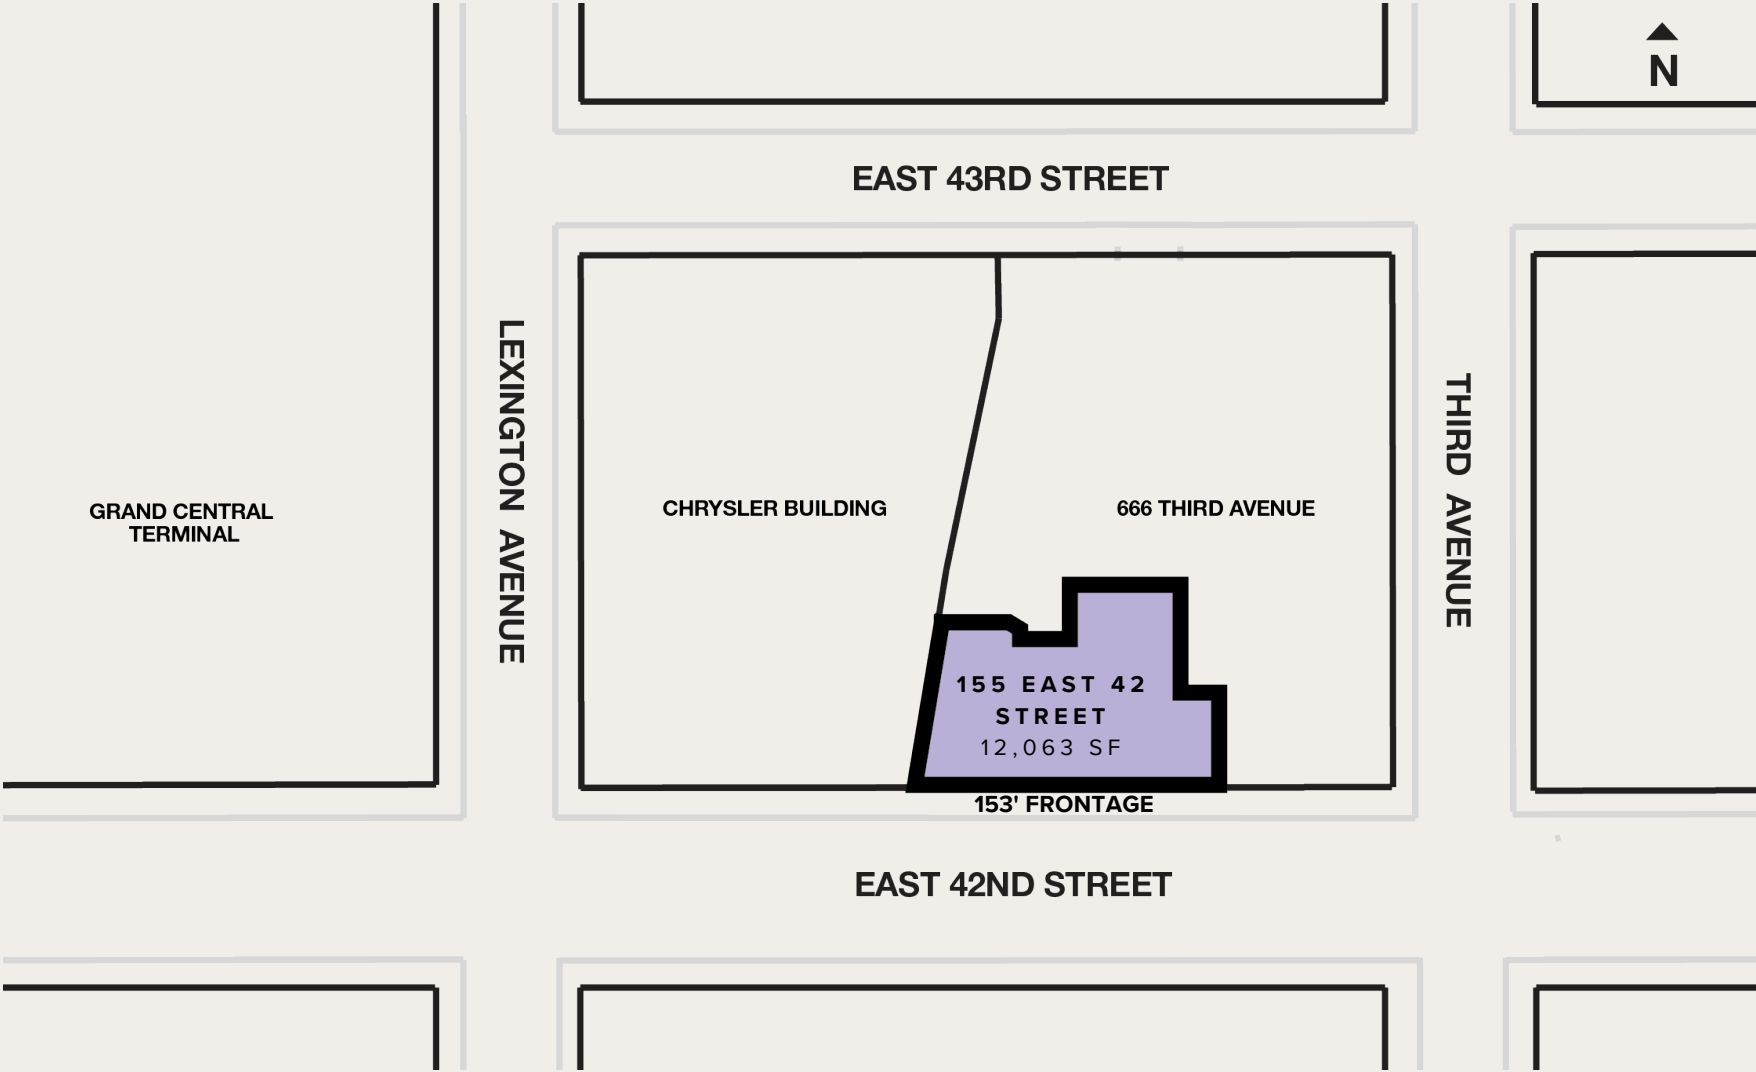 N
EAST 43RD STREET
LEXINGTON AVENUE
THIRD AVENUE
GRAND CENTRAL
TERMINAL
CHRYSLER BUILDING
666 THIRD AVENUE
155 EAST 42
STREET
12,063 SF
153' FRONTAGE
EAST 42ND STREET